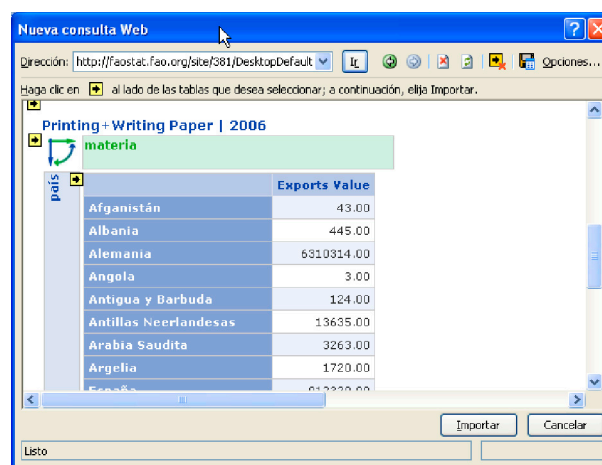 Nueva consulta Web
Dirección: http://faostat.fao.org/site/381/DesktopDefault Ir Opciones...
Haga clic en al lado de las tablas que desea seleccionar; a continuación, elija Importar.
Printing+Writing Paper | 2006
materia
país
Exports Value
Afganistán 43.00
Albania 445.00
Alemania 6310314.00
Angola 3.00
Antigua y Barbuda 124.00
Antillas Neerlandesas 13635.00
Arabia Saudita 3263.00
Argelia 1720.00
España
Importar Cancelar
Listo